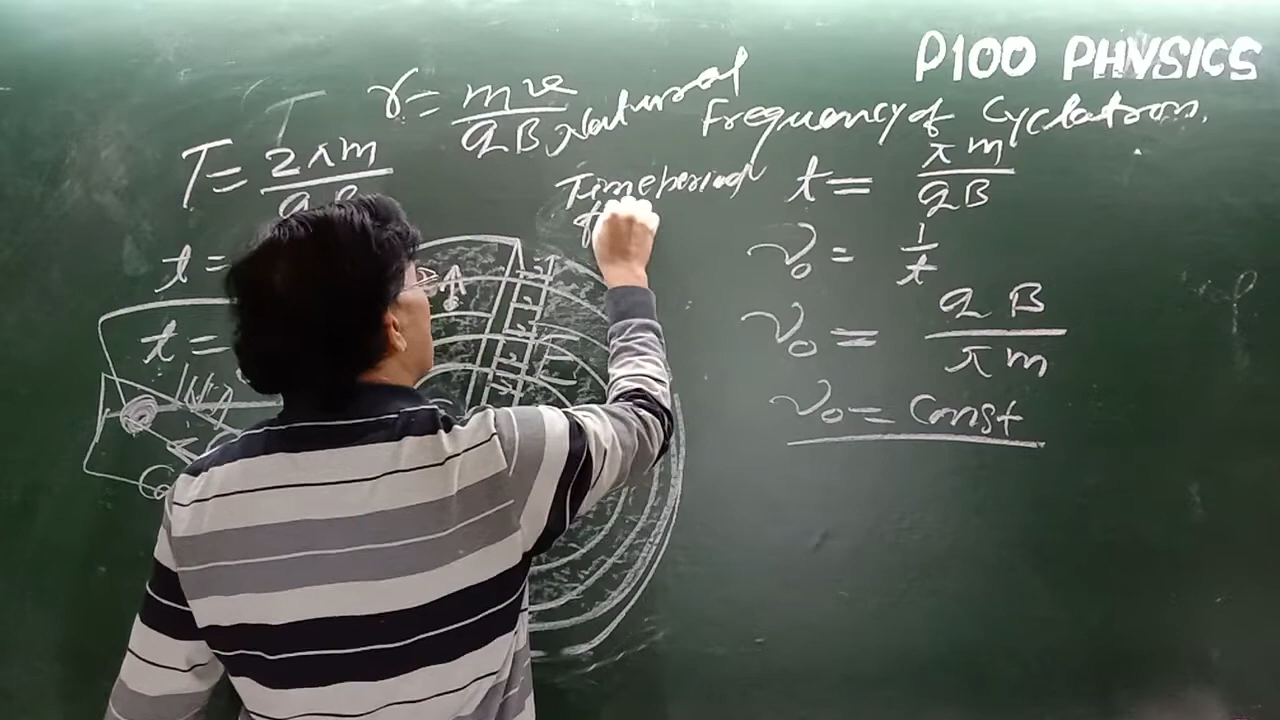 P100 PHYSICS
r = mv / qB
Natural Frequency of Cyclotron.
T = 2πm / qB
Time period
t =
t =
t = πm / qB
ν₀ = 1 / t
ν₀ = qB / πm
ν₀ = Const